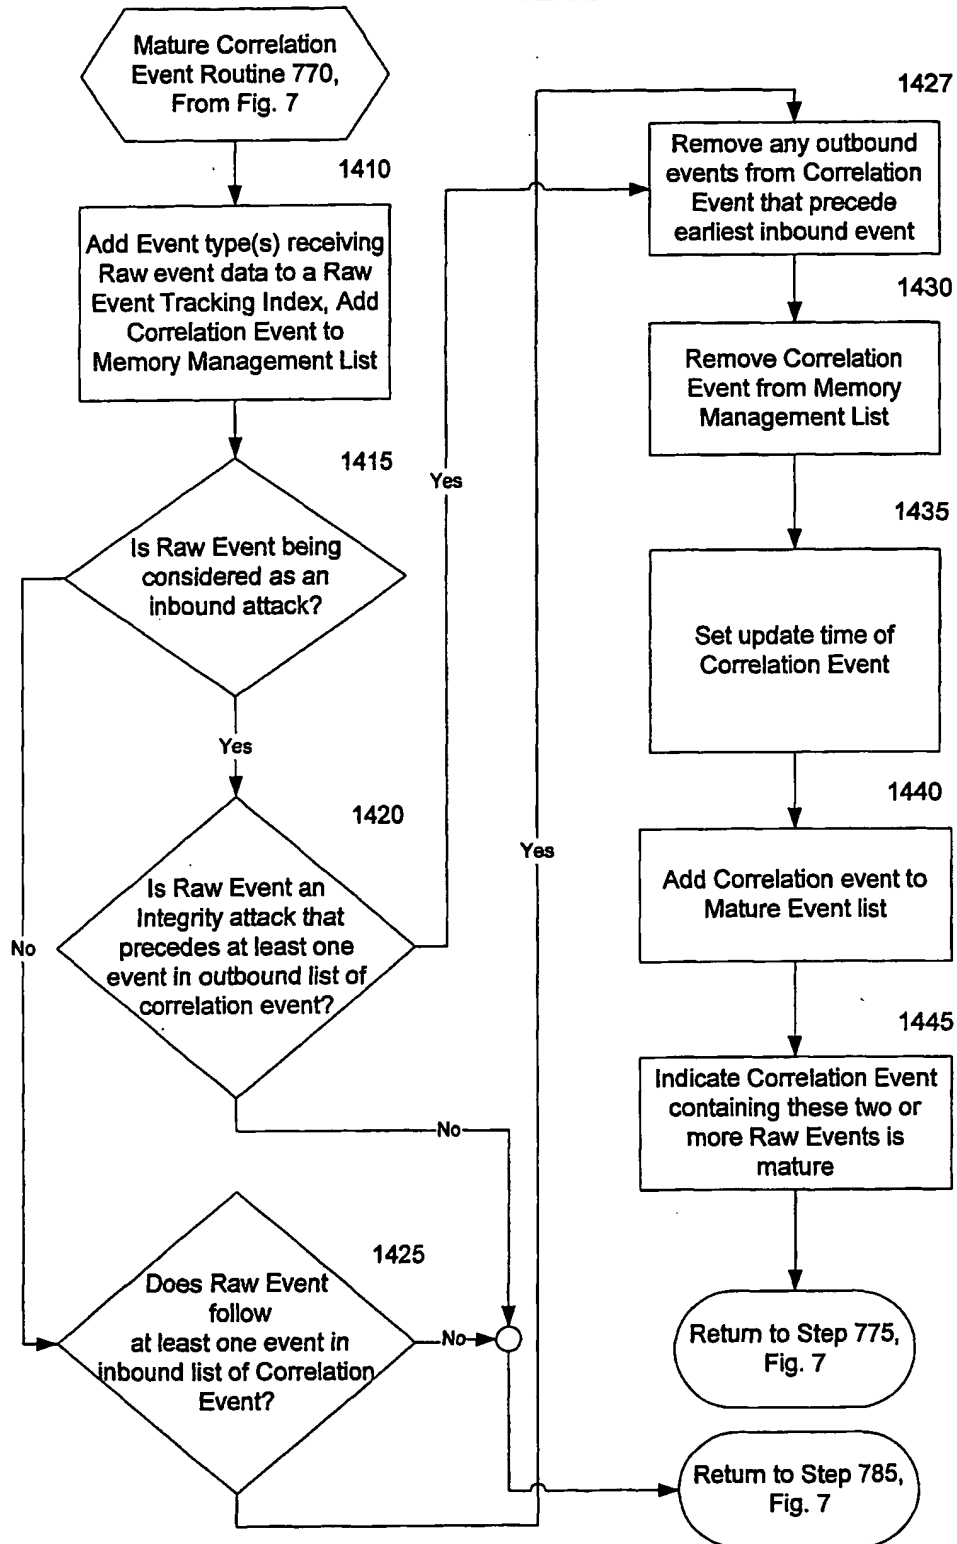 Mature Correlation
Event Routine 770,
From Fig. 7
1410
Add Event type(s) receiving
Raw event data to a Raw
Event Tracking Index, Add
Correlation Event to
Memory Management List
1415
Is Raw Event being
considered as an
inbound attack?
Yes
No
1420
Is Raw Event an
Integrity attack that
precedes at least one
event in outbound list of
correlation event?
Yes
No
1425
Does Raw Event
follow
at least one event in
inbound list of Correlation
Event?
No
Yes
1427
Remove any outbound
events from Correlation
Event that precede
earliest inbound event
1430
Remove Correlation
Event from Memory
Management List
1435
Set update time of
Correlation Event
1440
Add Correlation event to
Mature Event list
1445
Indicate Correlation Event
containing these two or
more Raw Events is
mature
Return to Step 775,
Fig. 7
Return to Step 785,
Fig. 7